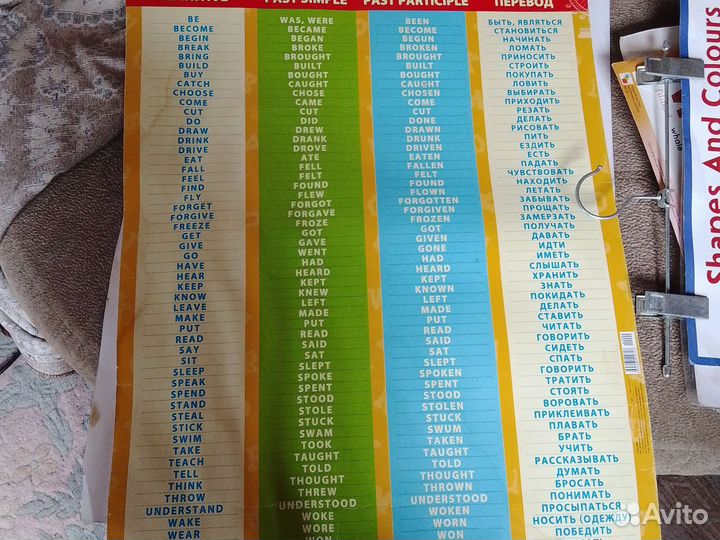 PAST SIMPLE PAST PARTICIPLE ПЕРЕВОД
BE WAS, WERE BEEN БЫТЬ, ЯВЛЯТЬСЯ
BECOME BECAME BECOME СТАНОВИТЬСЯ
BEGIN BEGAN BEGUN НАЧИНАТЬ
BREAK BROKE BROKEN ЛОМАТЬ
BRING BROUGHT BROUGHT ПРИНОСИТЬ
BUILD BUILT BUILT СТРОИТЬ
BUY BOUGHT BOUGHT ПОКУПАТЬ
CATCH CAUGHT CAUGHT ЛОВИТЬ
CHOOSE CHOSE CHOSEN ВЫБИРАТЬ
COME CAME COME ПРИХОДИТЬ
CUT CUT CUT РЕЗАТЬ
DO DID DONE ДЕЛАТЬ
DRAW DREW DRAWN РИСОВАТЬ
DRINK DRANK DRUNK ПИТЬ
DRIVE DROVE DRIVEN ЕЗДИТЬ
EAT ATE EATEN ЕСТЬ
FALL FELL FALLEN ПАДАТЬ
FEEL FELT FELT ЧУВСТВОВАТЬ
FIND FOUND FOUND НАХОДИТЬ
FLY FLEW FLOWN ЛЕТАТЬ
FORGET FORGOT FORGOTTEN ЗАБЫВАТЬ
FORGIVE FORGAVE FORGIVEN ПРОЩАТЬ
FREEZE FROZE FROZEN ЗАМЕРЗАТЬ
GET GOT GOT ПОЛУЧАТЬ
GIVE GAVE GIVEN ДАВАТЬ
GO WENT GONE ИДТИ
HAVE HAD HAD ИМЕТЬ
HEAR HEARD HEARD СЛЫШАТЬ
KEEP KEPT KEPT ХРАНИТЬ
KNOW KNEW KNOWN ЗНАТЬ
LEAVE LEFT LEFT ПОКИДАТЬ
MAKE MADE MADE ДЕЛАТЬ
PUT PUT PUT СТАВИТЬ
READ READ READ ЧИТАТЬ
SAY SAID SAID ГОВОРИТЬ
SIT SAT SAT СИДЕТЬ
SLEEP SLEPT SLEPT СПАТЬ
SPEAK SPOKE SPOKEN ГОВОРИТЬ
SPEND SPENT SPENT ТРАТИТЬ
STAND STOOD STOOD СТОЯТЬ
STEAL STOLE STOLEN ВОРОВАТЬ
STICK STUCK STUCK ПРИКЛЕИВАТЬ
SWIM SWAM SWUM ПЛАВАТЬ
TAKE TOOK TAKEN БРАТЬ
TEACH TAUGHT TAUGHT УЧИТЬ
TELL TOLD TOLD РАССКАЗЫВАТЬ
THINK THOUGHT THOUGHT ДУМАТЬ
THROW THREW THROWN БРОСАТЬ
UNDERSTAND UNDERSTOOD UNDERSTOOD ПОНИМАТЬ
WAKE WOKE WOKEN ПРОСЫПАТЬСЯ
WEAR WORE WORN НОСИТЬ (ОДЕЖДУ
WON WON ПОБЕДИТЬ
Shapes And Colours
whale
Avito